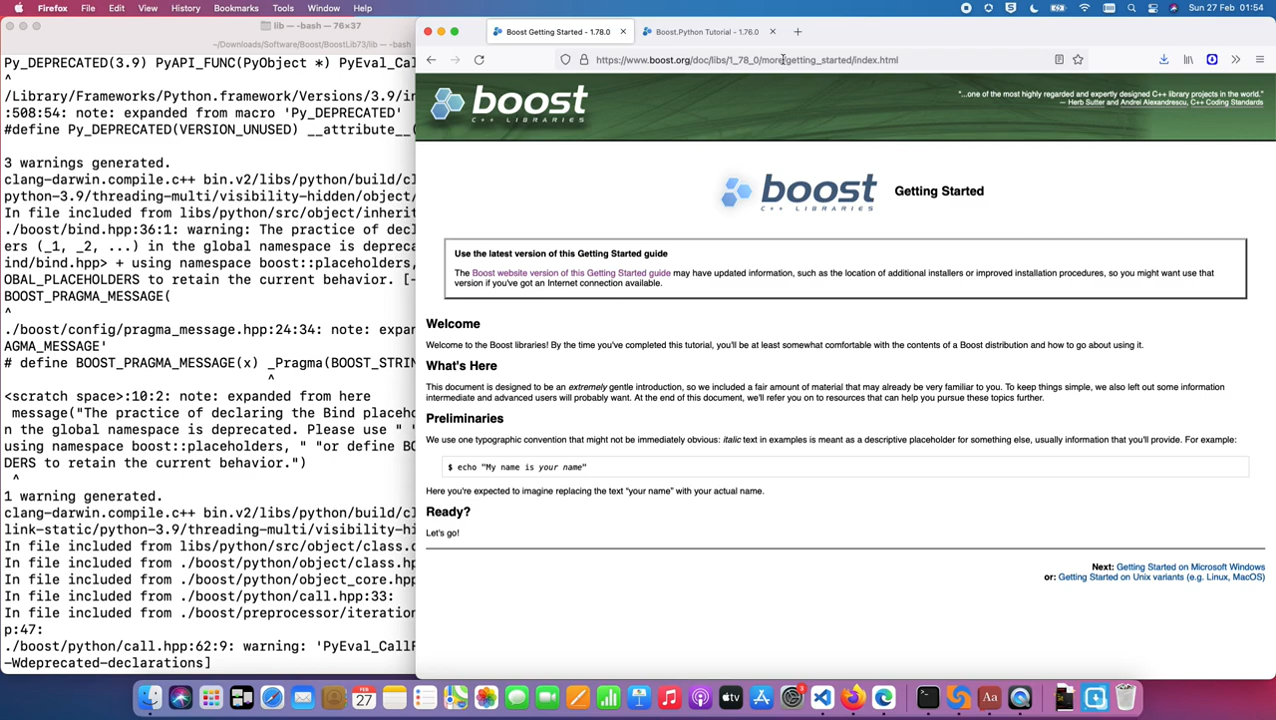 Firefox File Edit View History Bookmarks Tools Window Help
Sun 27 Feb 01:54
lib — -bash — 76×37
~/Downloads/Software/Boost/BoostLib73/lib — -bash
Py_DEPRECATED(3.9) PyAPI_FUNC(PyObject *) PyEval_Cal
^
/Library/Frameworks/Python.framework/Versions/3.9/in
:508:54: note: expanded from macro 'Py_DEPRECATED'
#define Py_DEPRECATED(VERSION_UNUSED) __attribute__(
3 warnings generated.
clang-darwin.compile.c++ bin.v2/libs/python/build/cl
python-3.9/threading-multi/visibility-hidden/object/
In file included from libs/python/src/object/inherit
./boost/bind.hpp:36:1: warning: The practice of decl
ers (_1, _2, ...) in the global namespace is depreca
ind/bind.hpp> + using namespace boost::placeholders,
OBAL_PLACEHOLDERS to retain the current behavior. [-
BOOST_PRAGMA_MESSAGE(
^
./boost/config/pragma_message.hpp:24:34: note: expan
AGMA_MESSAGE'
# define BOOST_PRAGMA_MESSAGE(x) _Pragma(BOOST_STRIN
^
<scratch space>:10:2: note: expanded from here
message("The practice of declaring the Bind placeho
n the global namespace is deprecated. Please use " "
using namespace boost::placeholders, " "or define BO
DERS to retain the current behavior.")
^
1 warning generated.
clang-darwin.compile.c++ bin.v2/libs/python/build/cl
link-static/python-3.9/threading-multi/visibility-hi
In file included from libs/python/src/object/class.c
In file included from ./boost/python/object/class.hp
In file included from ./boost/python/object_core.hpp
In file included from ./boost/python/call.hpp:33:
In file included from ./boost/preprocessor/iteration
p:47:
./boost/python/call.hpp:62:9: warning: 'PyEval_CallF
-Wdeprecated-declarations]
Boost Getting Started - 1.78.0
Boost.Python Tutorial - 1.76.0
https://www.boost.org/doc/libs/1_78_0/more/getting_started/index.html
boost
C++ LIBRARIES
"...one of the most highly regarded and expertly designed C++ library projects in the world."
— Herb Sutter and Andrei Alexandrescu, C++ Coding Standards
boost
C++ LIBRARIES
Getting Started
Use the latest version of this Getting Started guide
The Boost website version of this Getting Started guide may have updated information, such as the location of additional installers or improved installation procedures, so you might want use that
version if you've got an Internet connection available.
Welcome
Welcome to the Boost libraries! By the time you've completed this tutorial, you'll be at least somewhat comfortable with the contents of a Boost distribution and how to go about using it.
What's Here
This document is designed to be an extremely gentle introduction, so we included a fair amount of material that may already be very familiar to you. To keep things simple, we also left out some information
intermediate and advanced users will probably want. At the end of this document, we'll refer you on to resources that can help you pursue these topics further.
Preliminaries
We use one typographic convention that might not be immediately obvious: italic text in examples is meant as a descriptive placeholder for something else, usually information that you'll provide. For example:
$ echo "My name is your name"
Here you're expected to imagine replacing the text "your name" with your actual name.
Ready?
Let's go!
Next: Getting Started on Microsoft Windows
or: Getting Started on Unix variants (e.g. Linux, MacOS)